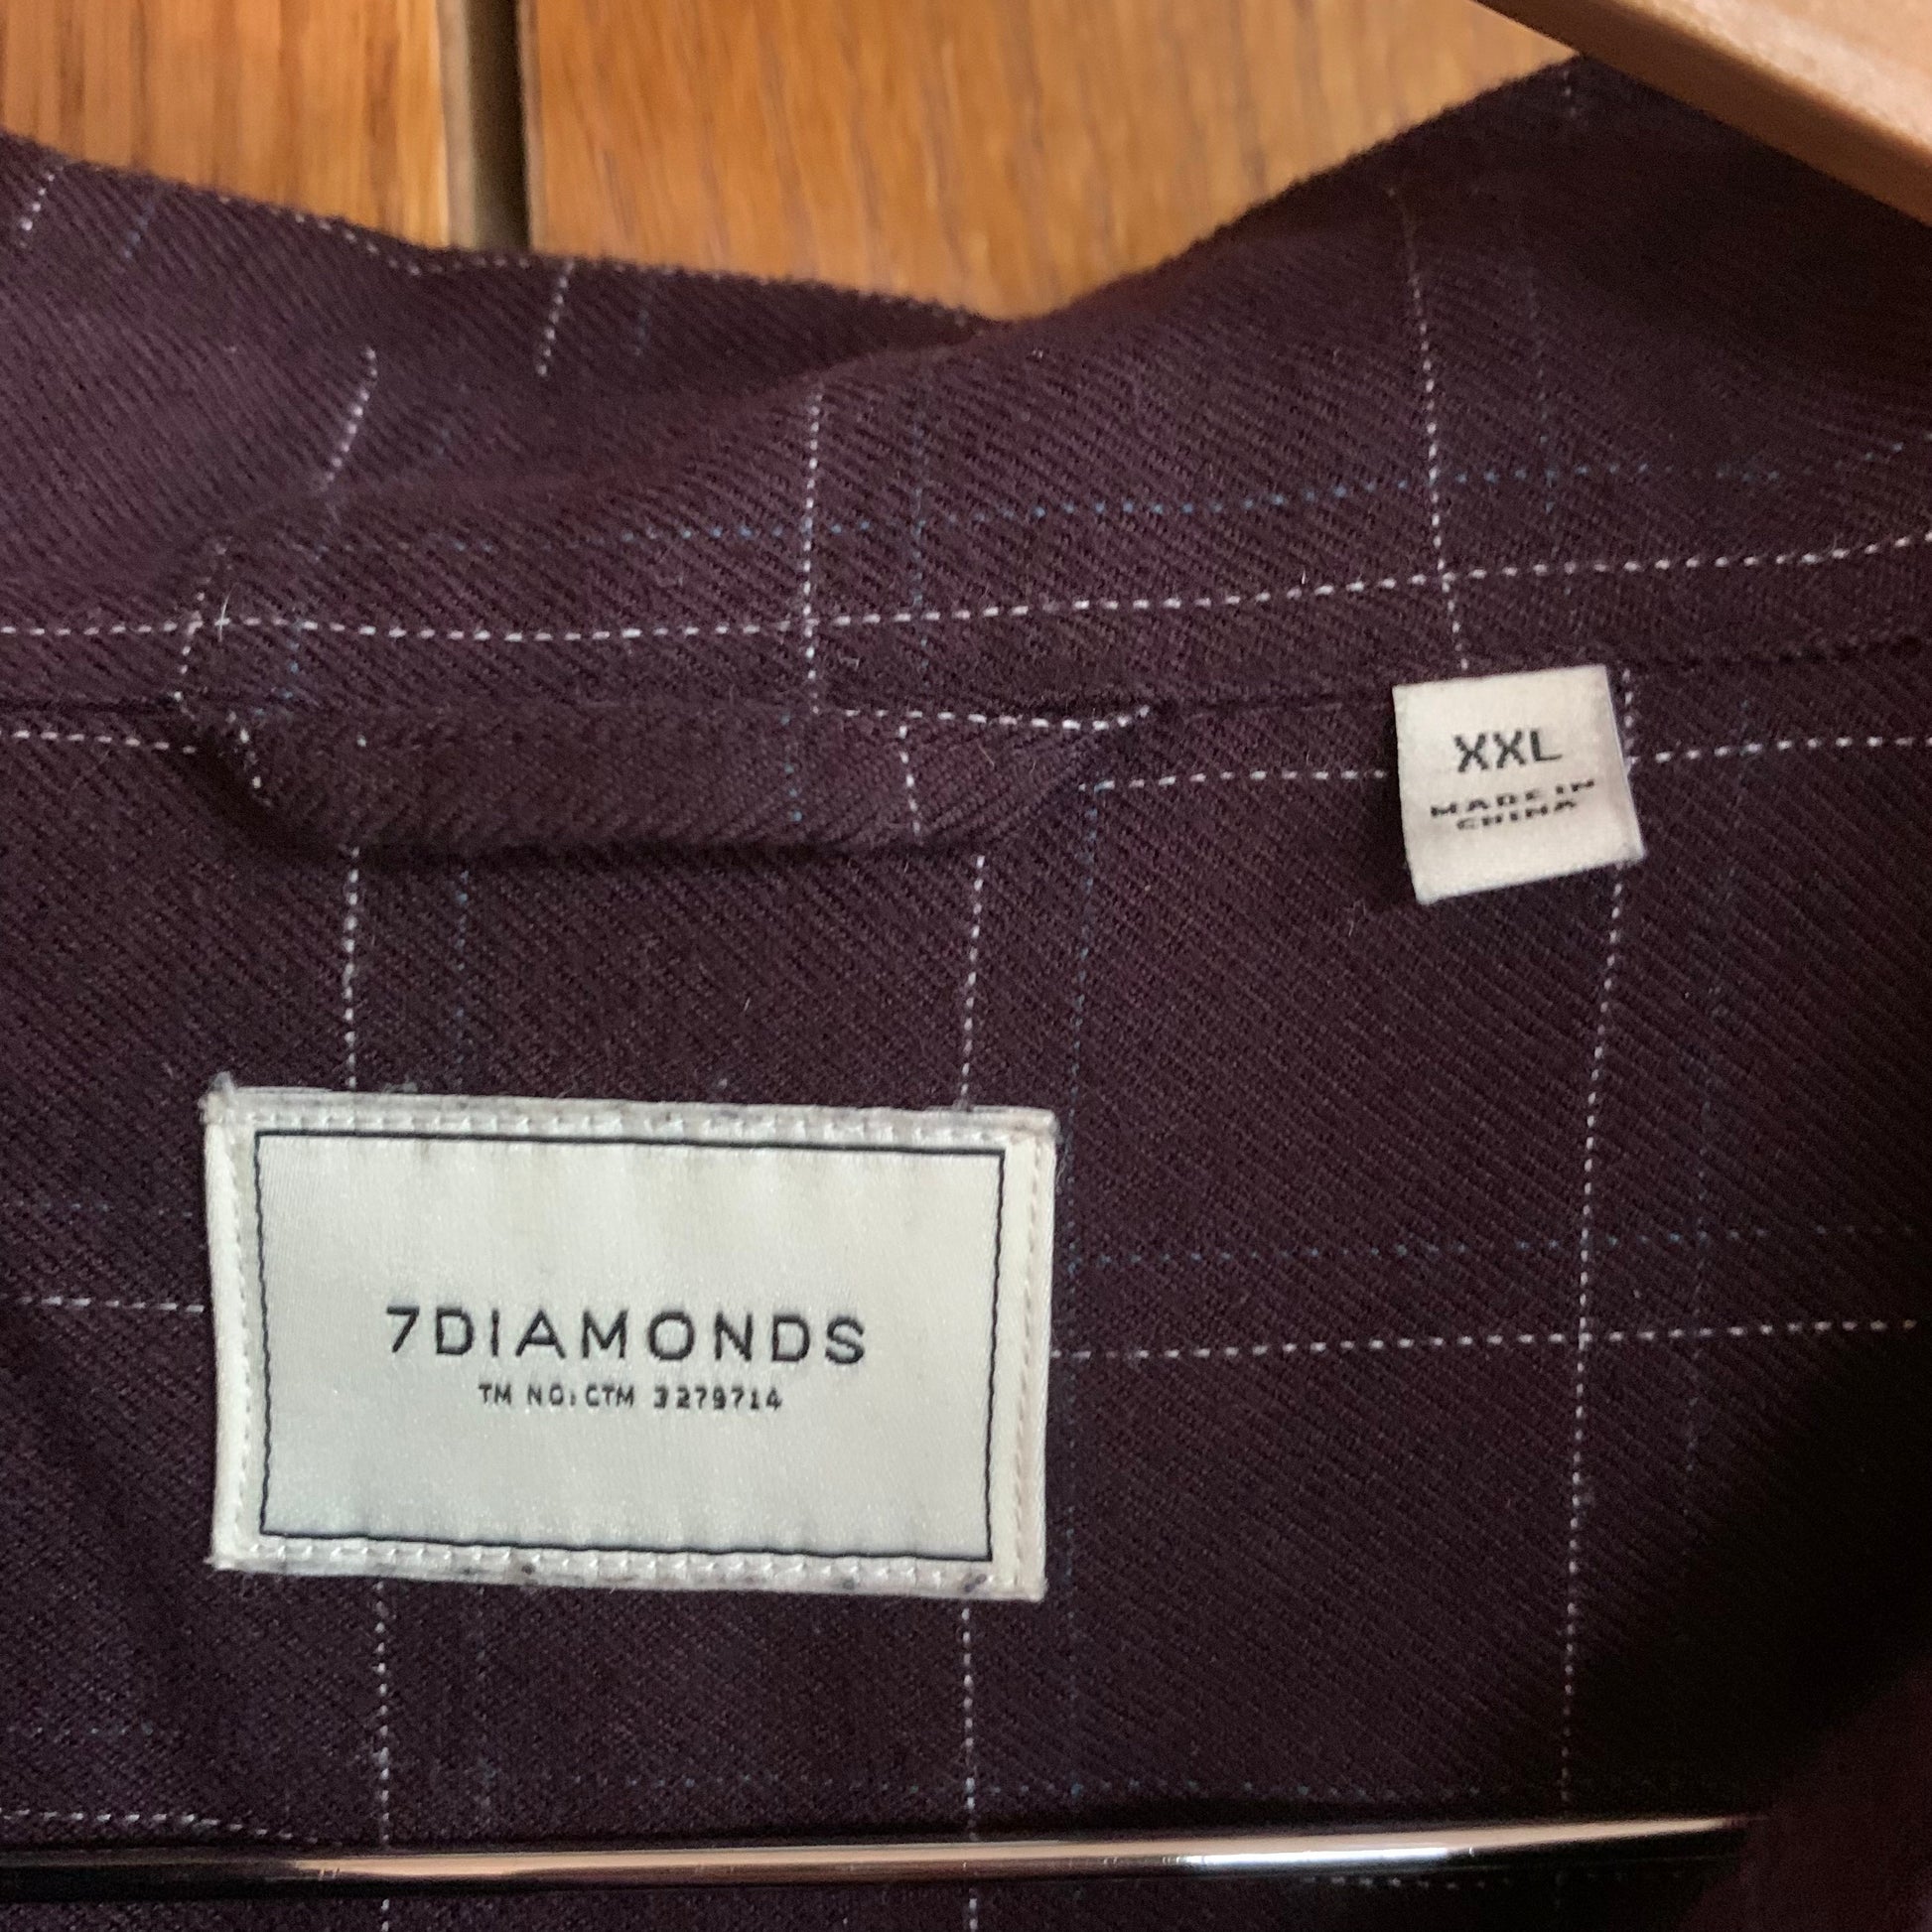 XXL
MADE IN
CHINA
7DIAMONDS
TM NO: CTM 3279714